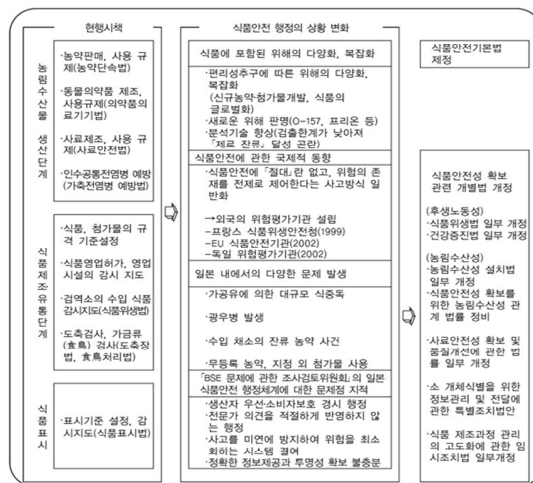 현행시책
농림수산물 생산단계
·농약판매, 사용 규
제(농약단속법)
·동물의약품 제조,
사용규제(의약품의
료기기법)
·사료제조, 사용 규
제(사료안전법)
·인수공통전염병 예방
(가축전염병 예방법)
식품제조유통단계
·식품, 첨가물의 규
격 기준설정
·식품영업허가, 영업
시설의 감시 지도
·검역소의 수입 식품
감시지도(식품위생법)
·도축검사, 가금류
(食鳥) 검사(도축장
법, 食鳥처리법)
식품표시
·표시기준 설정, 감
시지도(식품표시법)
식품안전 행정의 상황 변화
식품에 포함된 위해의 다양화, 복잡화
·편리성추구에 따른 위해의 다양화,
복잡화
(신규농약·첨가물개발, 식품의
글로벌화)
·새로운 위해 판명(O-157, 프리온 등)
·분석기술 향상(검출한계가 낮아져
「제로 잔류」 달성 곤란)
식품안전에 관한 국제적 동향
·식품안전에 「절대」란 없고, 위험의 존
재를 전제로 제어한다는 사고방식 일
반화
→외국의 위험평가기관 설립
-프랑스 식품위생안전청(1999)
-EU 식품안전기관(2002)
-독일 위험평가기관(2002)
일본 내에서의 다양한 문제 발생
·가공유에 의한 대규모 식중독
·광우병 발생
·수입 채소의 잔류 농약 사건
·무등록 농약, 지정 외 첨가물 사용
「BSE 문제에 관한 조사검토위원회」의 일본
식품안전 행정체계에 대한 문제점 지적
·생산자 우선·소비자보호 경시 행정
·전문가 의견을 적절하게 반영하지 않
는 행정
·사고를 미연에 방지하여 위험을 최소
화하는 시스템 결여
·정확한 정보제공과 투명성 확보 불충분
식품안전기본법
제정
식품안전성 확보
관련 개별법 개정
(후생노동성)
·식품위생법 일부 개정
·건강증진법 일부 개정
(농림수산성)
·농림수산성 설치법
일부 개정
·식품안전성 확보를
위한 농림수산성 관
계 법률 정비
·사료안전성 확보 및
품질개선에 관한 법
률 일부 개정
·소 개체식별을 위한
정보관리 및 전달에
관한 특별조치법안
·식품 제조과정 관리
의 고도화에 관한 임
시조치법 일부개정